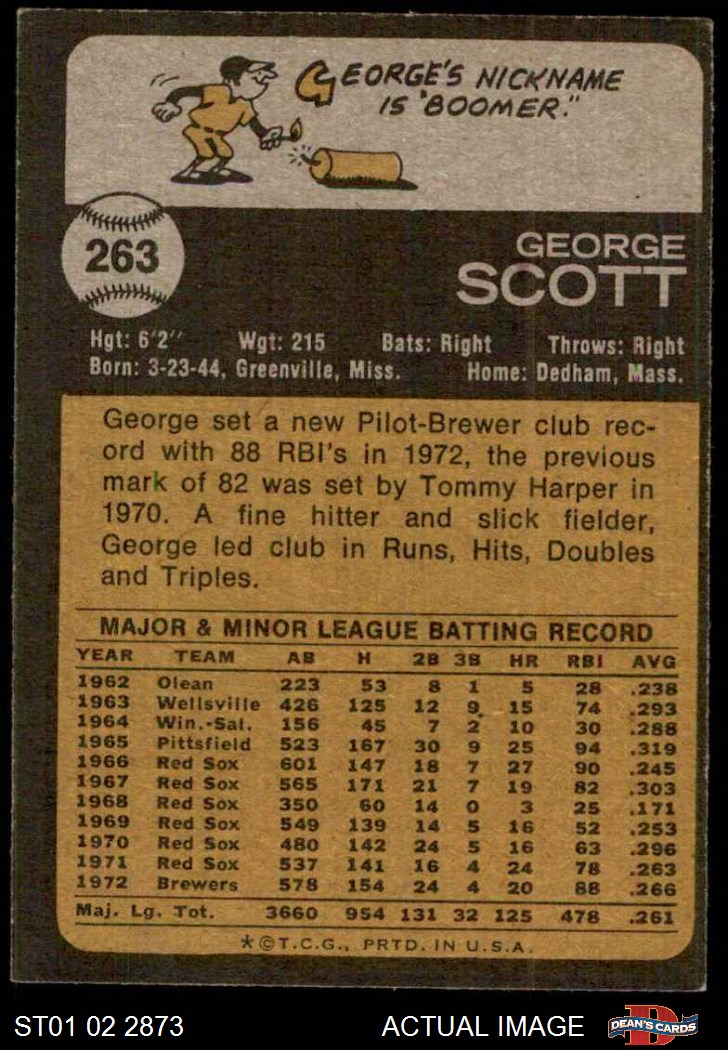 GEORGE'S NICKNAME
IS "BOOMER."
263
GEORGE
SCOTT
Hgt: 6'2" Wgt: 215 Bats: Right Throws: Right
Born: 3-23-44, Greenville, Miss. Home: Dedham, Mass.
George set a new Pilot-Brewer club rec-
ord with 88 RBI's in 1972, the previous
mark of 82 was set by Tommy Harper in
1970. A fine hitter and slick fielder,
George led club in Runs, Hits, Doubles
and Triples.
MAJOR & MINOR LEAGUE BATTING RECORD
YEAR TEAM AB H 2B 3B HR RBI AVG
1962 Olean 223 53 8 1 5 28 .238
1963 Wellsville 426 125 12 9 15 74 .293
1964 Win.-Sal. 156 45 7 2 10 30 .288
1965 Pittsfield 523 167 30 9 25 94 .319
1966 Red Sox 601 147 18 7 27 90 .245
1967 Red Sox 565 171 21 7 19 82 .303
1968 Red Sox 350 60 14 0 3 25 .171
1969 Red Sox 549 139 14 5 16 52 .253
1970 Red Sox 480 142 24 5 16 63 .296
1971 Red Sox 537 141 16 4 24 78 .263
1972 Brewers 578 154 24 4 20 88 .266
Maj. Lg. Tot. 3660 954 131 32 125 478 .261
*©T.C.G., PRTD. IN U.S.A.
ST01 02 2873 ACTUAL IMAGE D DEAN'S CARDS